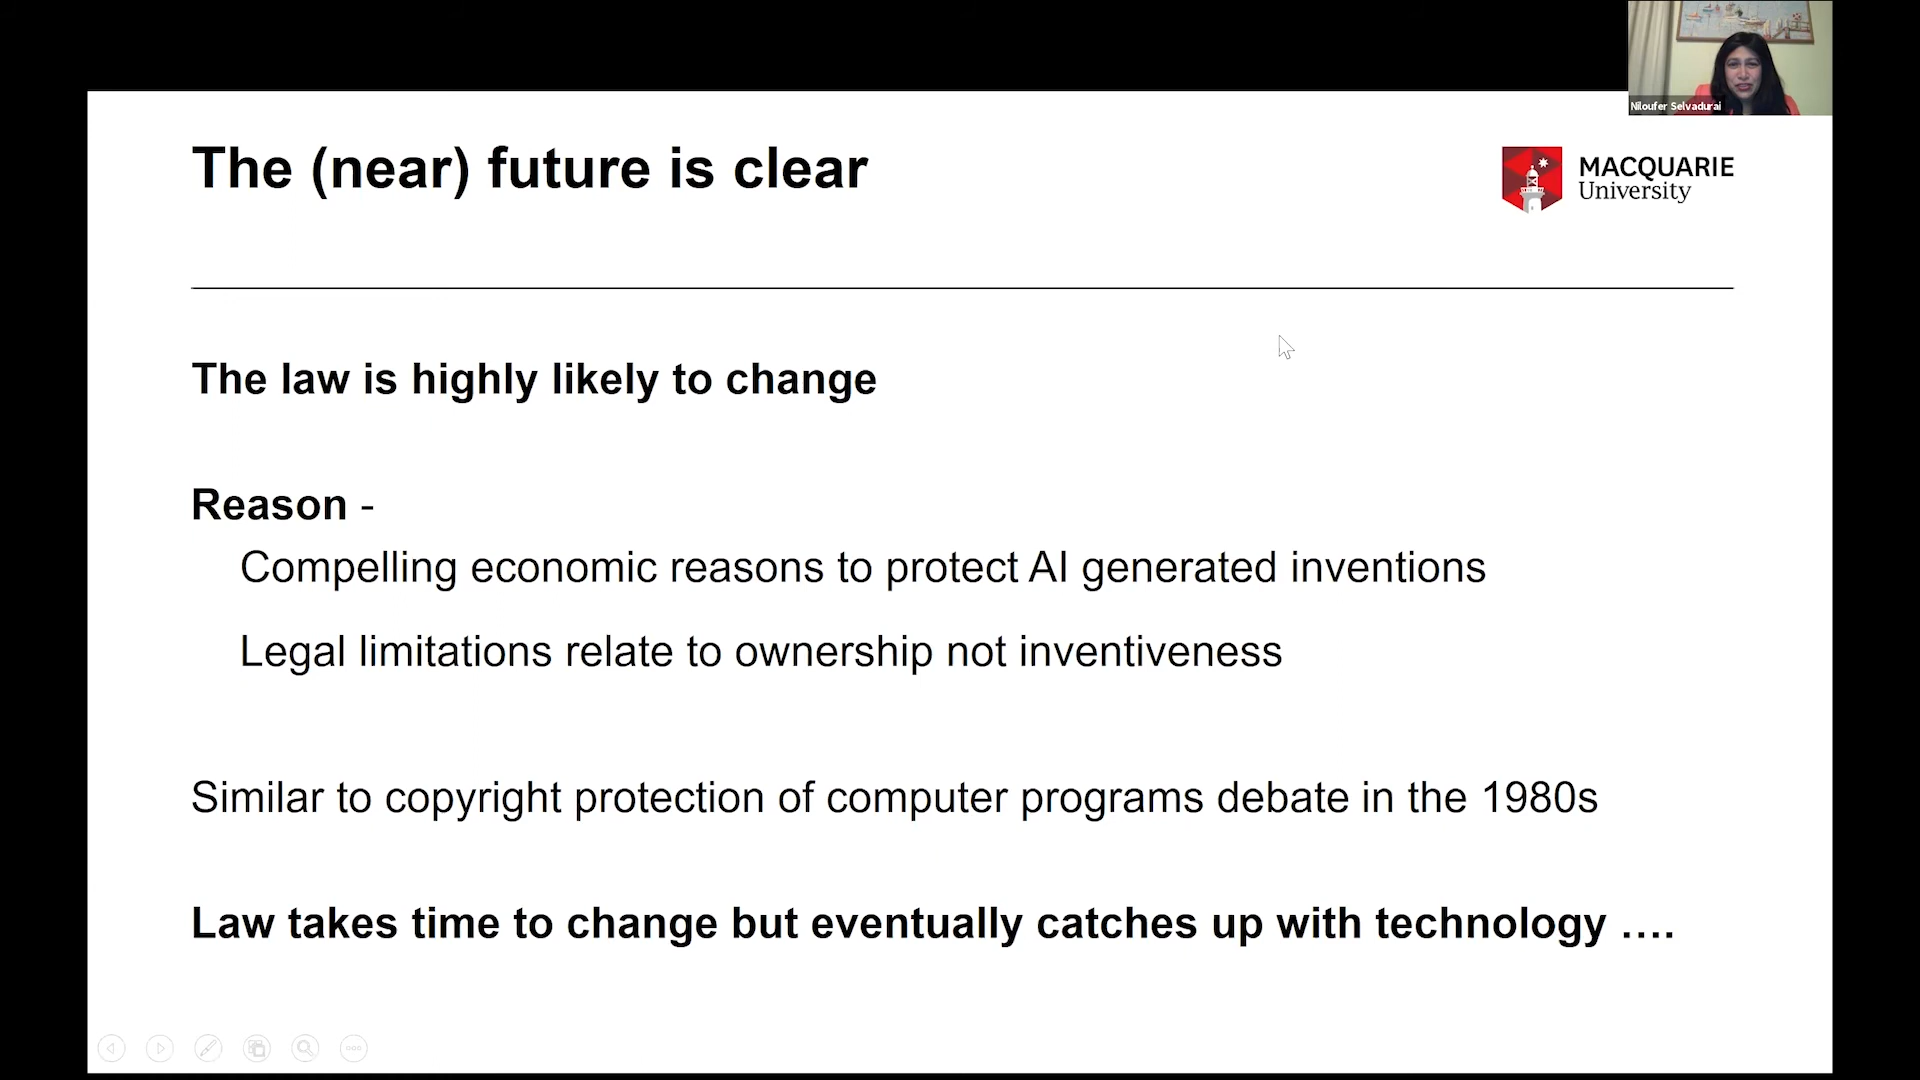 Niloufer Selvadurai
The (near) future is clear
MACQUARIE
University
The law is highly likely to change
Reason -
Compelling economic reasons to protect AI generated inventions
Legal limitations relate to ownership not inventiveness
Similar to copyright protection of computer programs debate in the 1980s
Law takes time to change but eventually catches up with technology ....